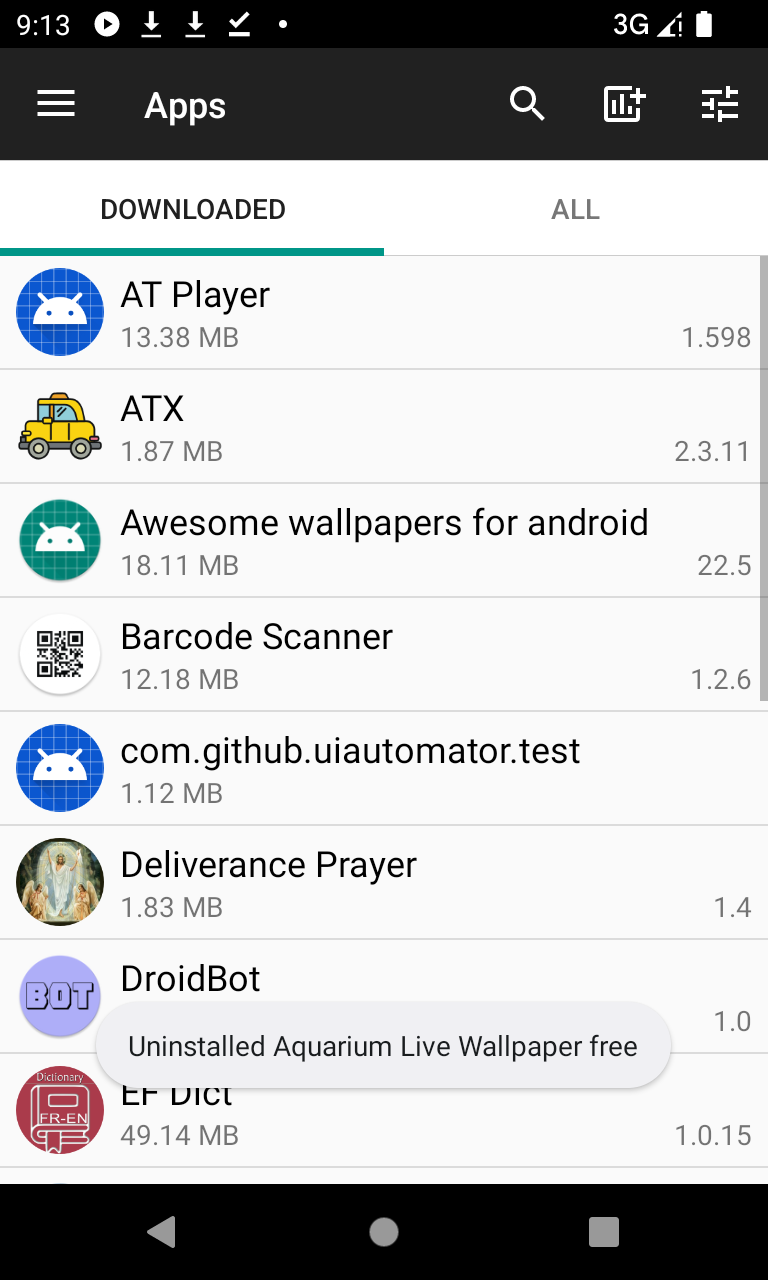 9:13
3G
Apps
DOWNLOADED
ALL
AT Player
13.38 MB
1.598
ATX
1.87 MB
2.3.11
Awesome wallpapers for android
18.11 MB
22.5
Barcode Scanner
12.18 MB
1.2.6
com.github.uiautomator.test
1.12 MB
Deliverance Prayer
1.83 MB
1.4
BOT
DroidBot
1.0
Uninstalled Aquarium Live Wallpaper free
Dictionary
FR-EN
EF Dict
49.14 MB
1.0.15